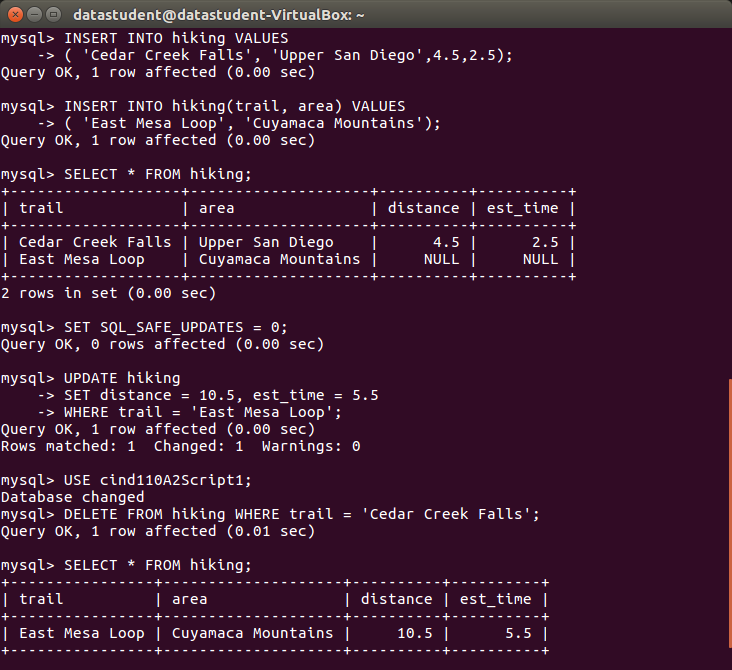 datastudent@datastudent-VirtualBox: ~
mysql> INSERT INTO hiking VALUES
    -> ( 'Cedar Creek Falls', 'Upper San Diego',4.5,2.5);
Query OK, 1 row affected (0.00 sec)
mysql> INSERT INTO hiking(trail, area) VALUES
    -> ( 'East Mesa Loop', 'Cuyamaca Mountains');
Query OK, 1 row affected (0.00 sec)
mysql> SELECT * FROM hiking;
+-------------------+--------------------+----------+----------+
| trail             | area               | distance | est_time |
+-------------------+--------------------+----------+----------+
| Cedar Creek Falls | Upper San Diego    |      4.5 |      2.5 |
| East Mesa Loop    | Cuyamaca Mountains |     NULL |     NULL |
+-------------------+--------------------+----------+----------+
2 rows in set (0.00 sec)
mysql> SET SQL_SAFE_UPDATES = 0;
Query OK, 0 rows affected (0.00 sec)
mysql> UPDATE hiking
    -> SET distance = 10.5, est_time = 5.5
    -> WHERE trail = 'East Mesa Loop';
Query OK, 1 row affected (0.00 sec)
Rows matched: 1  Changed: 1  Warnings: 0
mysql> USE cind110A2Script1;
Database changed
mysql> DELETE FROM hiking WHERE trail = 'Cedar Creek Falls';
Query OK, 1 row affected (0.01 sec)
mysql> SELECT * FROM hiking;
+----------------+--------------------+----------+----------+
| trail          | area               | distance | est_time |
+----------------+--------------------+----------+----------+
| East Mesa Loop | Cuyamaca Mountains |     10.5 |      5.5 |
+----------------+--------------------+----------+----------+